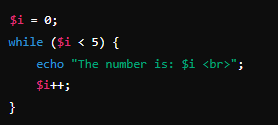 $i = 0;
while ($i < 5) {
    echo "The number is: $i <br>";
    $i++;
}